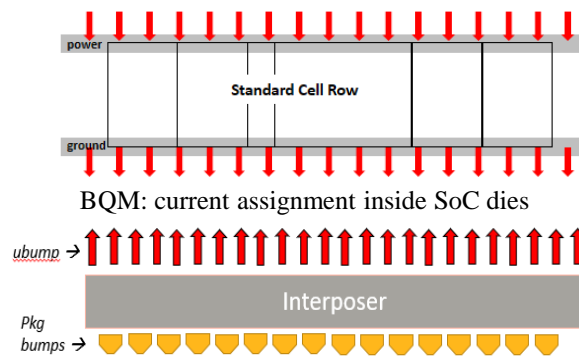 power
Standard Cell Row
ground
BQM: current assignment inside SoC dies
ubump →
Interposer
Pkg
bumps →